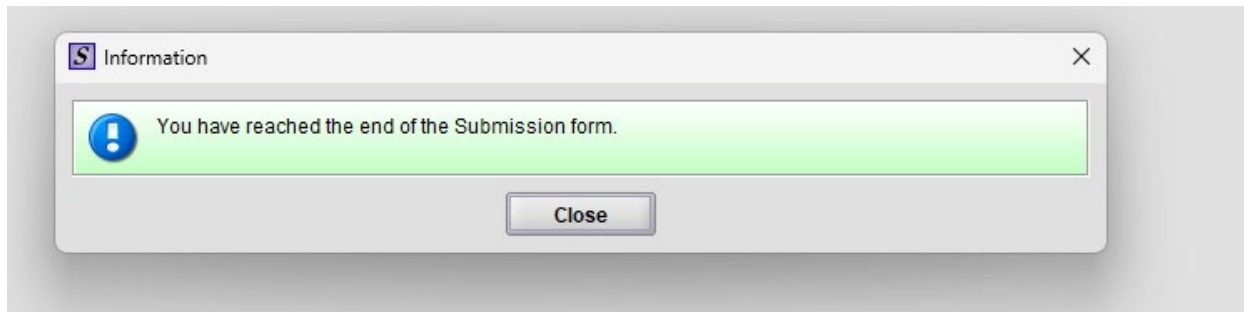 S Information
You have reached the end of the Submission form.
Close